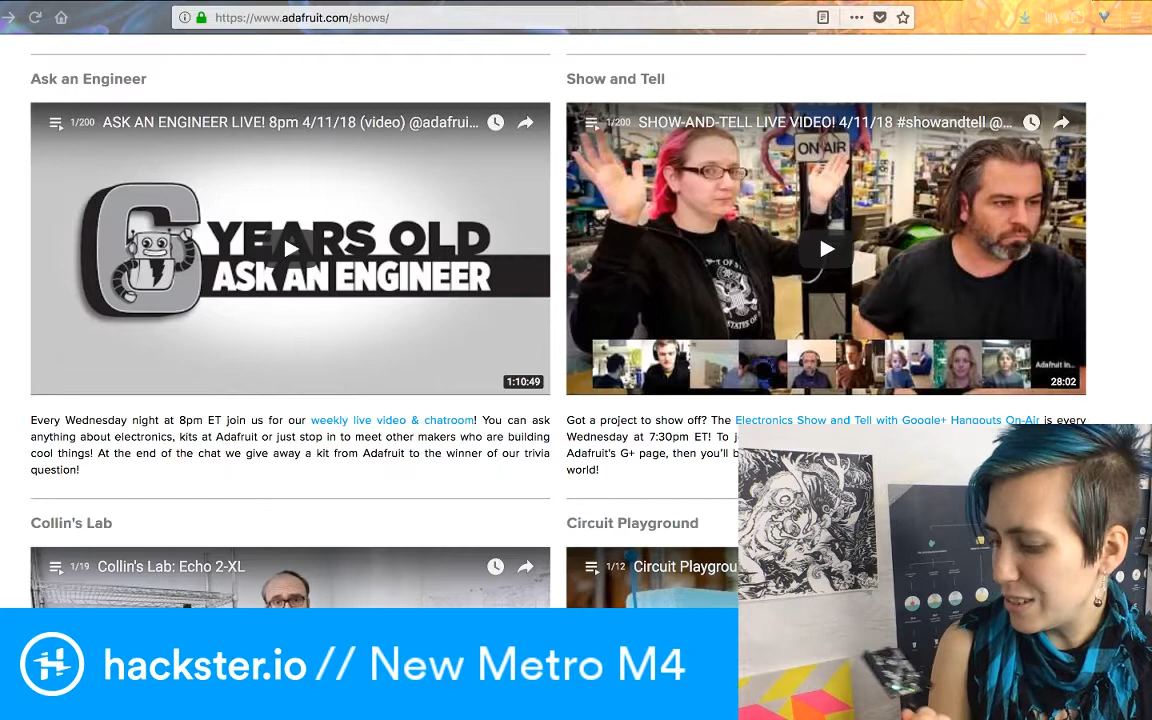 https://www.adafruit.com/shows/
Ask an Engineer
Show and Tell
1/200 ASK AN ENGINEER LIVE! 8pm 4/11/18 (video) @adafrui...
1/200 SHOW-AND-TELL LIVE VIDEO! 4/11/18 #showandtell @...
ON AIR
6 YEARS OLD
ASK AN ENGINEER
Adafruit in...
1:10:49
28:02
Every Wednesday night at 8pm ET join us for our weekly live video & chatroom! You can ask
anything about electronics, kits at Adafruit or just stop in to meet other makers who are building
cool things! At the end of the chat we give away a kit from Adafruit to the winner of our trivia
question!
Got a project to show off? The Electronics Show and Tell with Google+ Hangouts On-Air is every
Wednesday at 7:30pm ET! To j
Adafruit's G+ page, then you'll b
world!
Collin's Lab
Circuit Playground
1/19 Collin's Lab: Echo 2-XL
1/12 Circuit Playgrou
hackster.io // New Metro M4